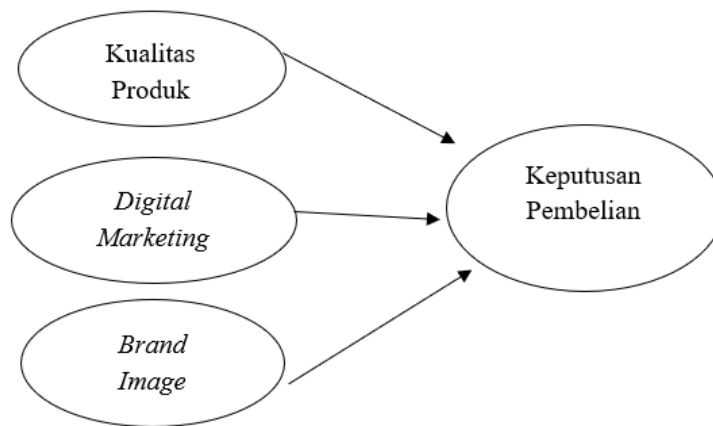 Kualitas
Produk
Digital
Marketing
Brand
Image
Keputusan
Pembelian